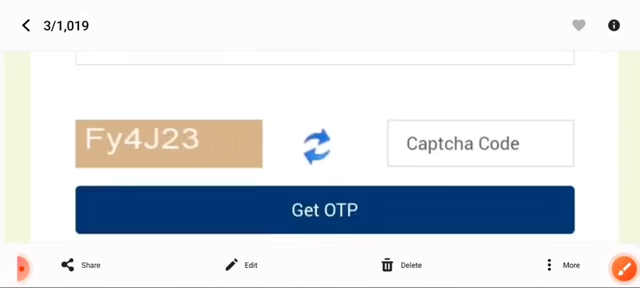 3/1,019
Fy4J23
Captcha Code
Get OTP
Share
Edit
Delete
More